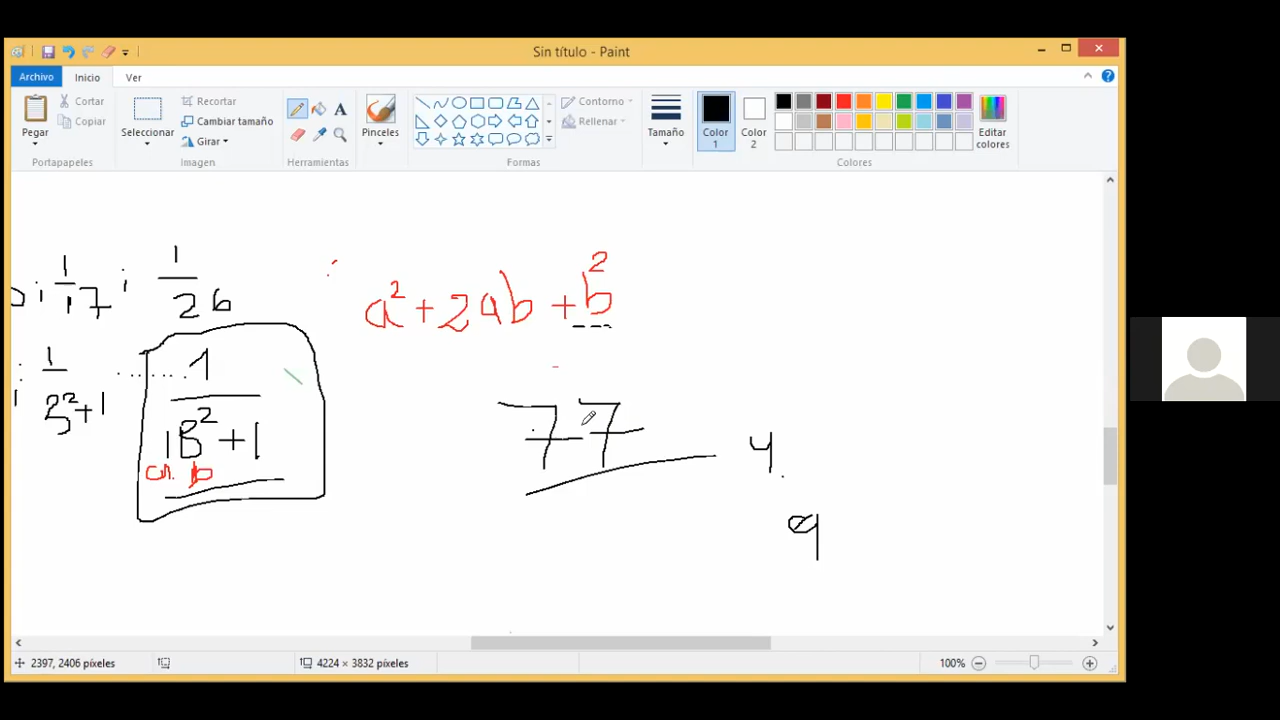 Sin título - Paint
Archivo Inicio Ver
Pegar
Cortar
Copiar
Portapapeles
Seleccionar
Recortar
Cambiar tamaño
Girar
Imagen
A
Herramientas
Pinceles
Contorno
Rellenar
Formas
Tamaño
Color 1
Color 2
Editar colores
Colores
; 1/17 ; 1/26
a² + 2ab + b²
; 1/(5²+1) ........ 1/(18²+1)
b
77
4.
9
2397, 2406 píxeles
4224 × 3832 píxeles
100%